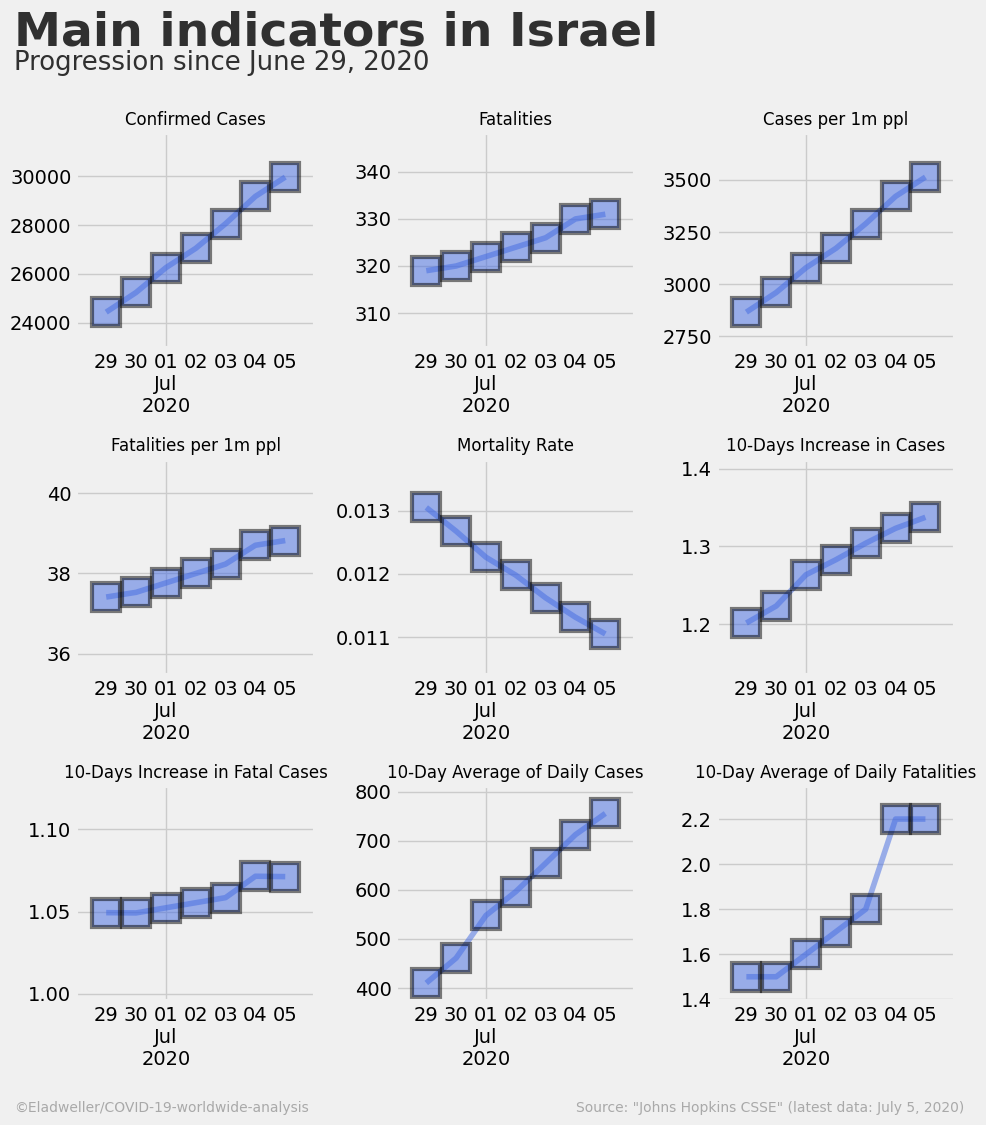 Main indicators in Israel
Progression since June 29, 2020
Confirmed Cases
30000
28000
26000
24000
29 30 01 02 03 04 05
Jul
2020
Fatalities
340
330
320
310
29 30 01 02 03 04 05
Jul
2020
Cases per 1m ppl
3500
3250
3000
2750
29 30 01 02 03 04 05
Jul
2020
Fatalities per 1m ppl
40
38
36
29 30 01 02 03 04 05
Jul
2020
Mortality Rate
0.013
0.012
0.011
29 30 01 02 03 04 05
Jul
2020
10-Days Increase in Cases
1.4
1.3
1.2
29 30 01 02 03 04 05
Jul
2020
10-Days Increase in Fatal Cases
1.10
1.05
1.00
29 30 01 02 03 04 05
Jul
2020
10-Day Average of Daily Cases
800
700
600
500
400
29 30 01 02 03 04 05
Jul
2020
10-Day Average of Daily Fatalities
2.2
2.0
1.8
1.6
1.4
29 30 01 02 03 04 05
Jul
2020
©Eladweller/COVID-19-worldwide-analysis
Source: "Johns Hopkins CSSE" (latest data: July 5, 2020)